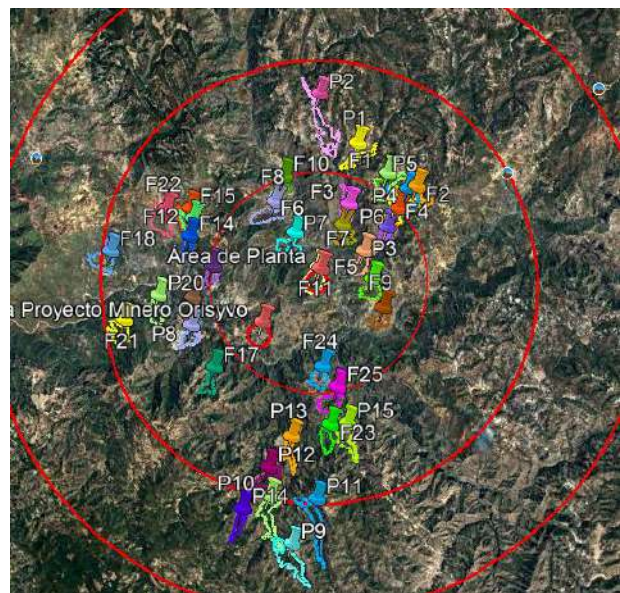 P2
P1
F10
F1
P5
F8
F22
F3
F2
F15
P4
F4
F12
F6
F14
P7
P6
F7
F18
Área de Planta
P3
F5
P20
F11
F9
a Proyecto Minero Orisyvo
F21
P8
F17
F24
F25
P13
P15
F23
P12
P10
P14
P11
P9